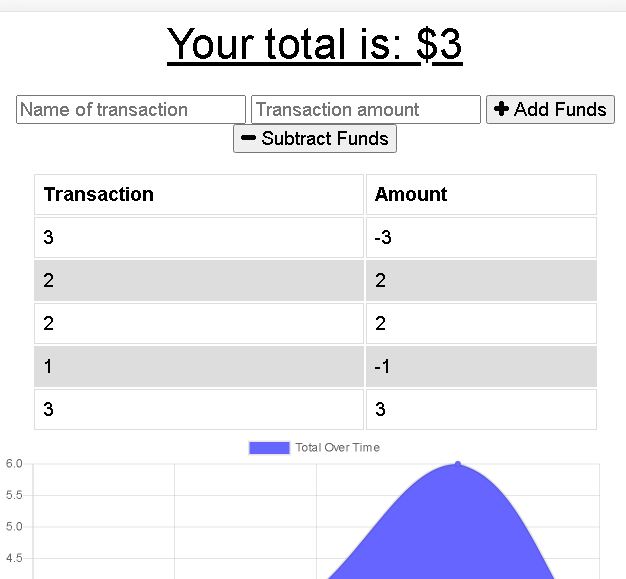 Your total is: $3
Name of transaction Transaction amount + Add Funds
− Subtract Funds
Transaction Amount
3 -3
2 2
2 2
1 -1
3 3
Total Over Time
6.0
5.5
5.0
4.5